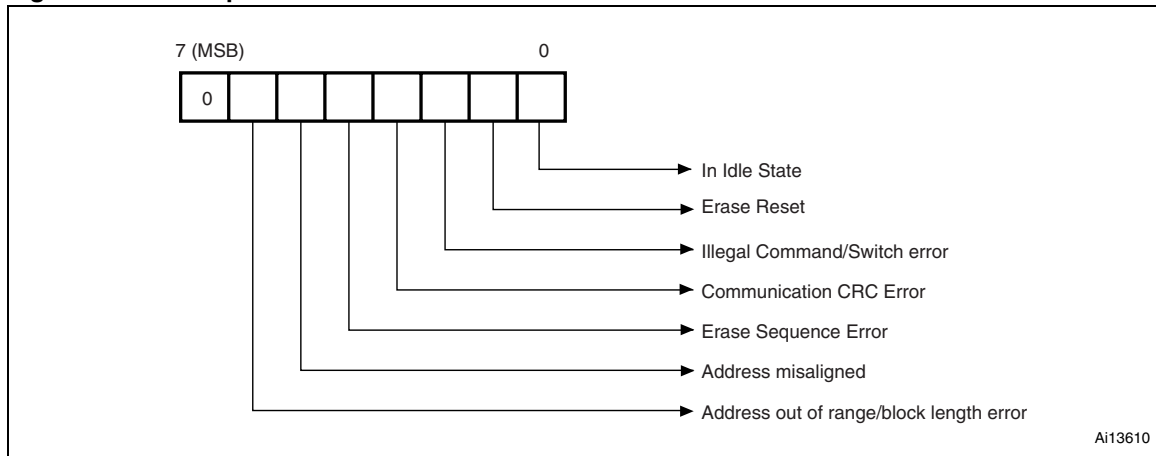 7 (MSB) 0
0
In Idle State
Erase Reset
Illegal Command/Switch error
Communication CRC Error
Erase Sequence Error
Address misaligned
Address out of range/block length error
Ai13610